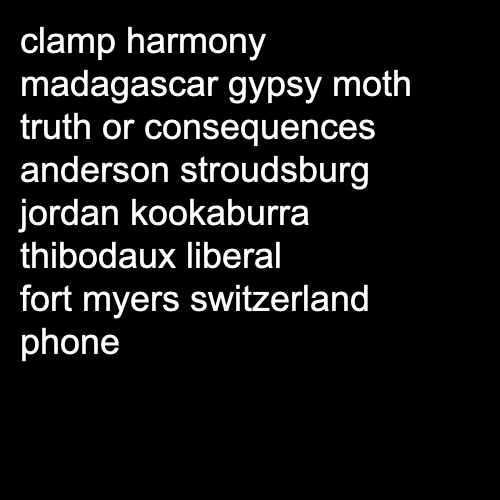 clamp harmony
madagascar gypsy moth
truth or consequences
anderson stroudsburg
jordan kookaburra
thibodaux liberal
fort myers switzerland
phone